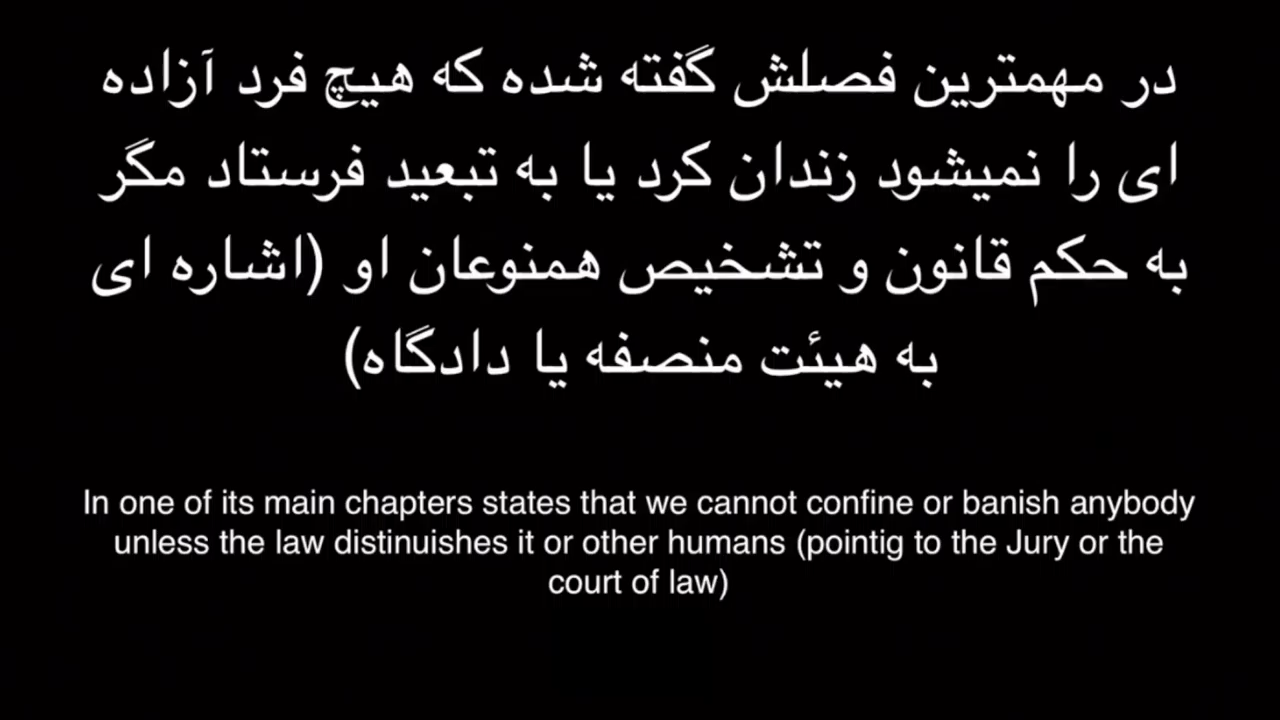 در مهمترین فصلش گفته شده که هیچ فرد آزاده
ای را نمیشود زندان کرد یا به تبعید فرستاد مگر
به حکم قانون و تشخیص همنوعان او (اشاره ای
به هیئت منصفه یا دادگاه)
In one of its main chapters states that we cannot confine or banish anybody
unless the law distinuishes it or other humans (pointig to the Jury or the
court of law)